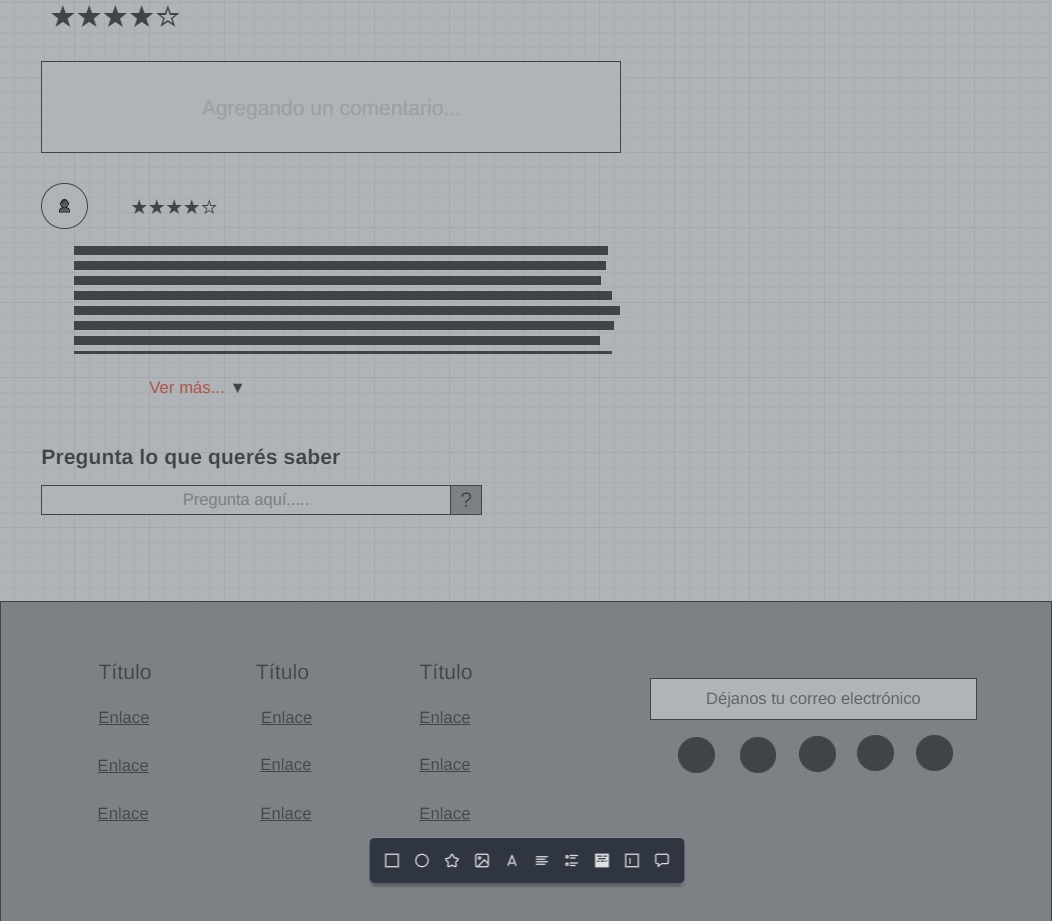 ★★★★☆
Agregando un comentario...
★★★★☆
Ver más... ▼
Pregunta lo que querés saber
Pregunta aquí..... ?
Título Título Título
Déjanos tu correo electrónico
Enlace Enlace Enlace
Enlace Enlace Enlace
Enlace Enlace Enlace